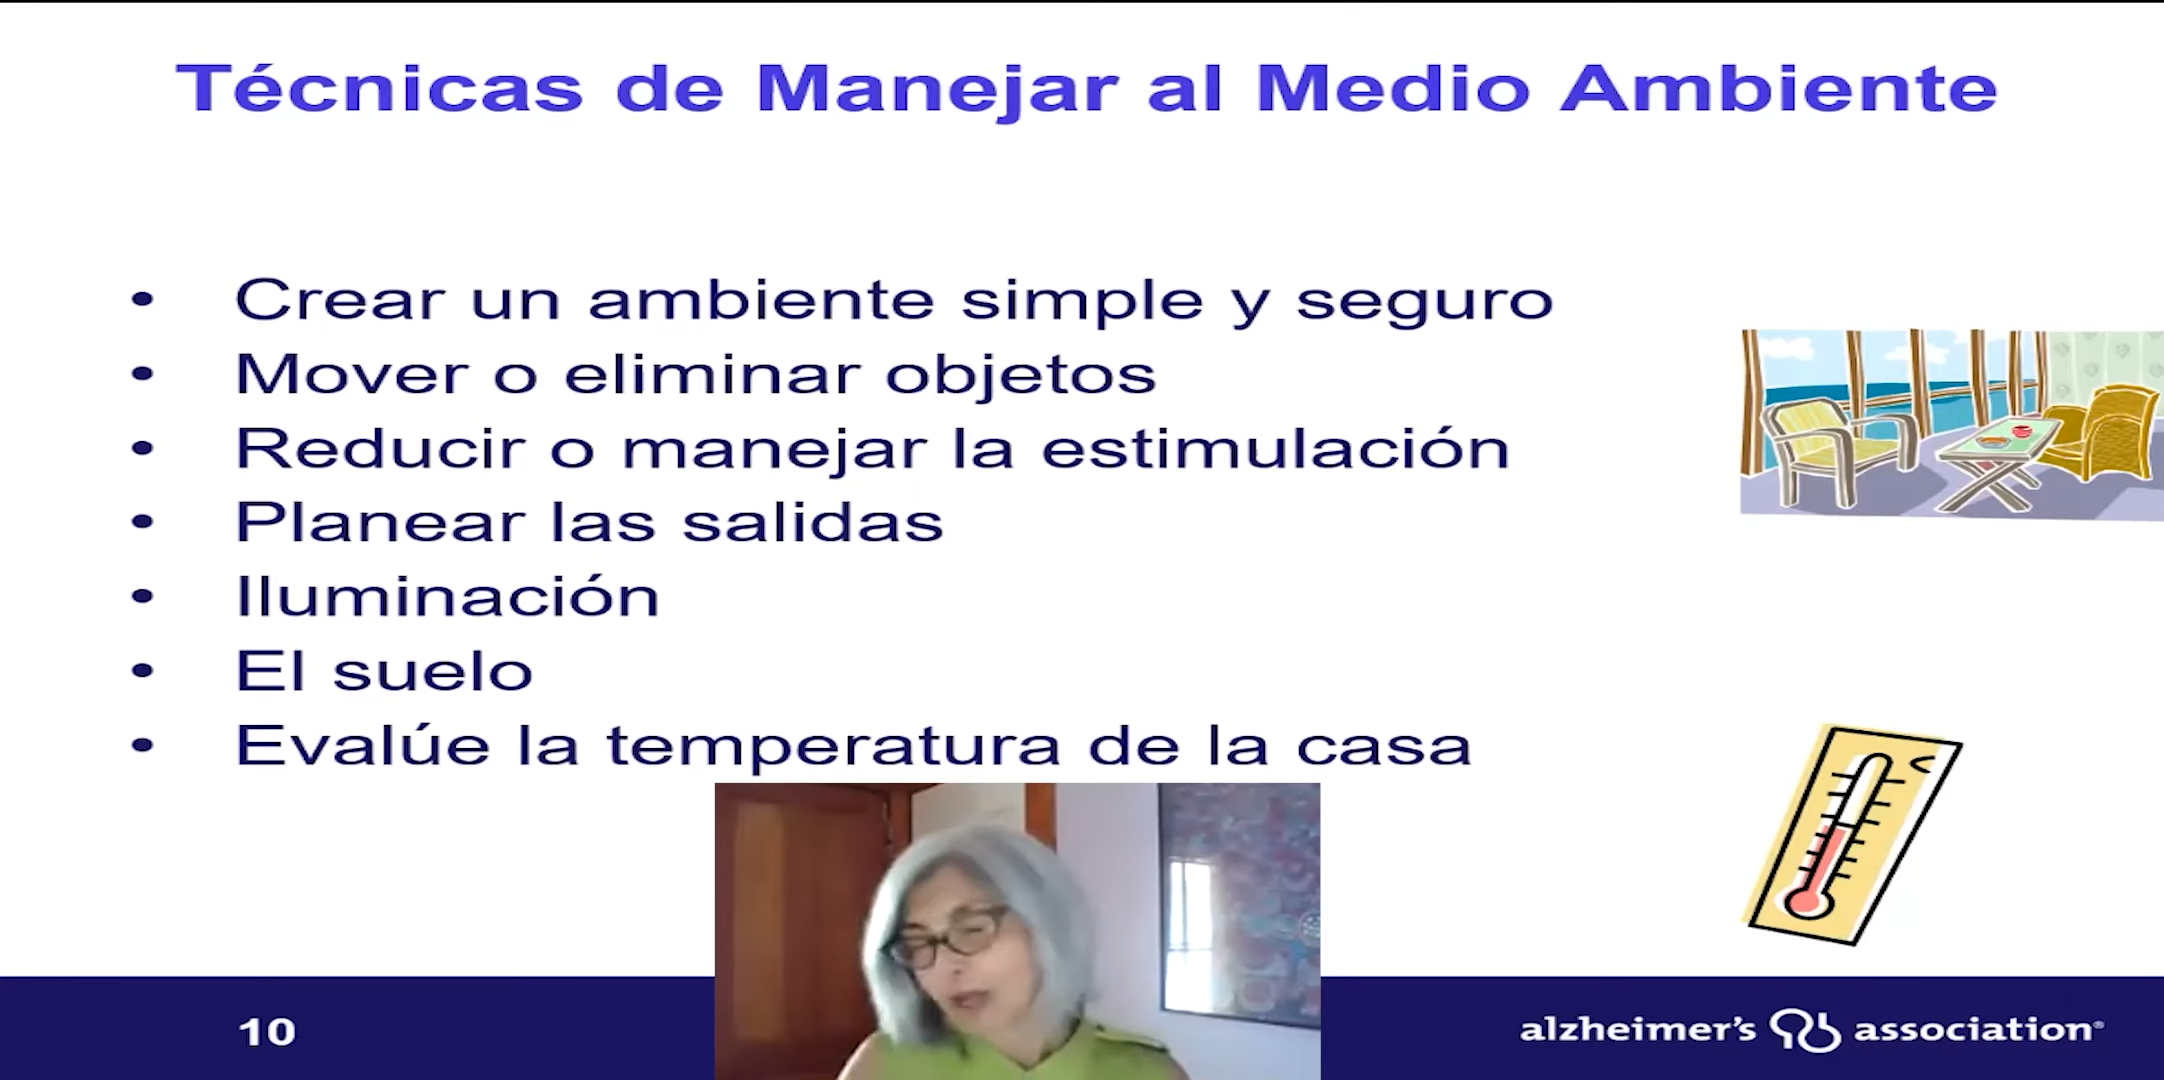 Técnicas de Manejar al Medio Ambiente
• Crear un ambiente simple y seguro
• Mover o eliminar objetos
• Reducir o manejar la estimulación
• Planear las salidas
• Iluminación
• El suelo
• Evalúe la temperatura de la casa
10
alzheimer's association®